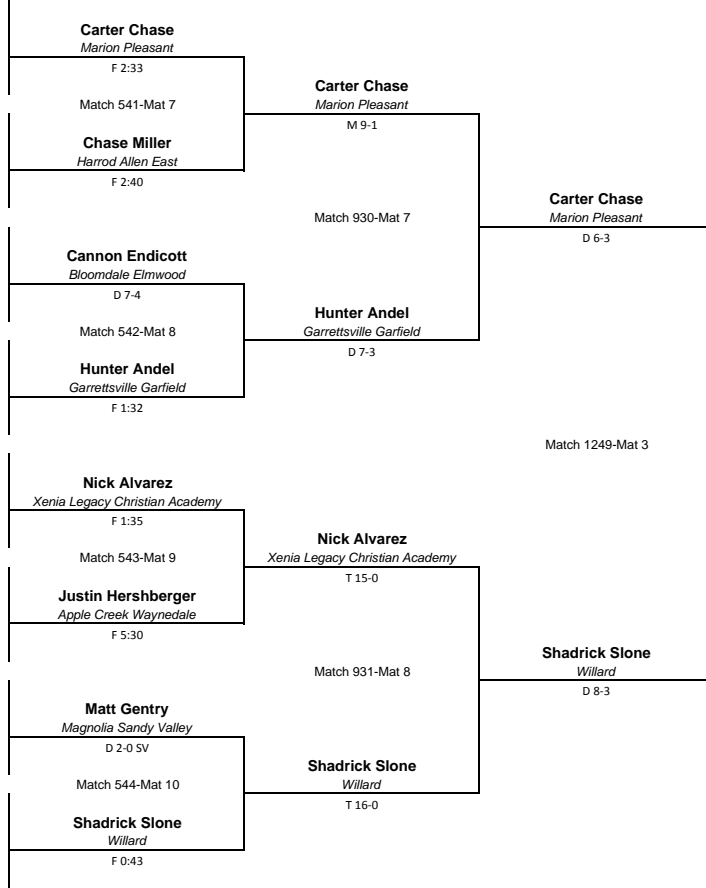 Carter Chase
Marion Pleasant
F 2:33
Match 541-Mat 7
Chase Miller
Harrod Allen East
F 2:40
Cannon Endicott
Bloomdale Elmwood
D 7-4
Match 542-Mat 8
Hunter Andel
Garrettsville Garfield
F 1:32
Nick Alvarez
Xenia Legacy Christian Academy
F 1:35
Match 543-Mat 9
Justin Hershberger
Apple Creek Waynedale
F 5:30
Matt Gentry
Magnolia Sandy Valley
D 2-0 SV
Match 544-Mat 10
Shadrick Slone
Willard
F 0:43
Carter Chase
Marion Pleasant
M 9-1
Match 930-Mat 7
Hunter Andel
Garrettsville Garfield
D 7-3
Nick Alvarez
Xenia Legacy Christian Academy
T 15-0
Match 931-Mat 8
Shadrick Slone
Willard
T 16-0
Carter Chase
Marion Pleasant
D 6-3
Match 1249-Mat 3
Shadrick Slone
Willard
D 8-3